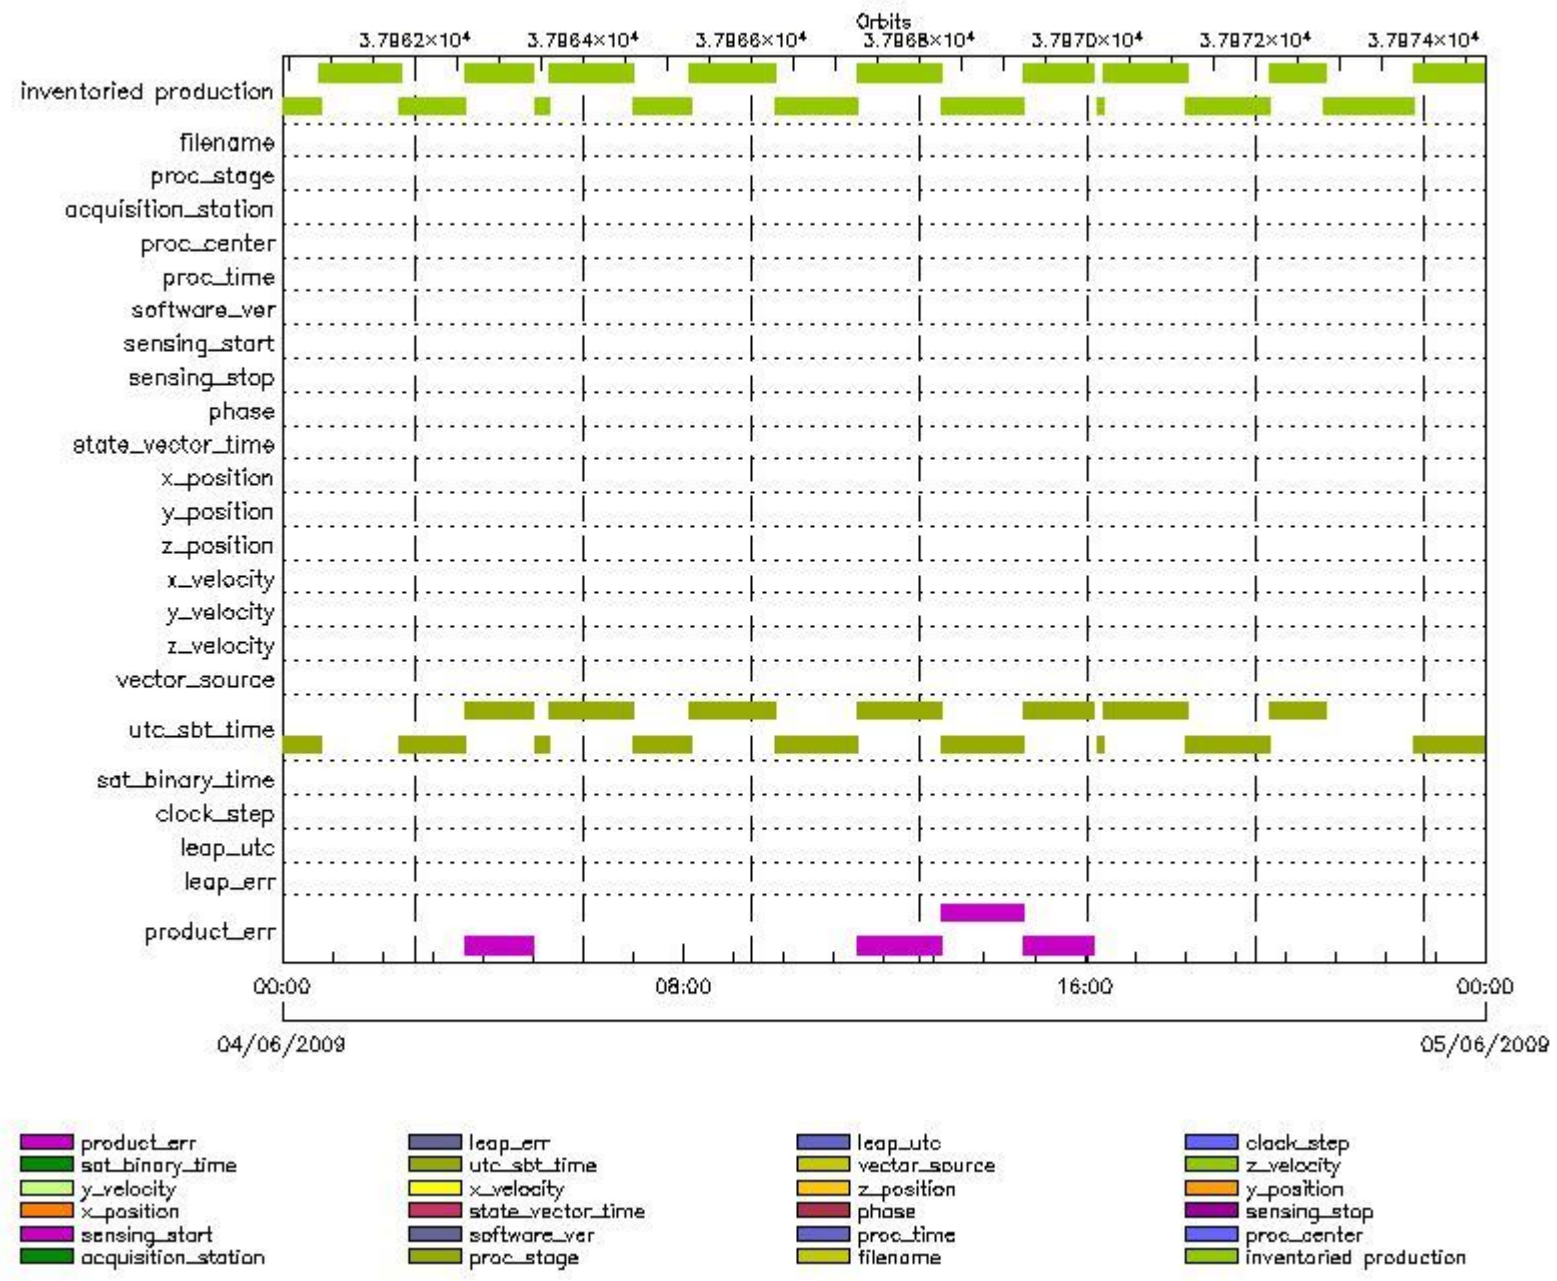 Orbits
3.7862×10⁴ 3.7864×10⁴ 3.7866×10⁴ 3.7868×10⁴ 3.7870×10⁴ 3.7872×10⁴ 3.7874×10⁴
inventoried production
filename
proc_stage
acquisition_station
proc_center
proc_time
software_ver
sensing_start
sensing_stop
phase
state_vector_time
x_position
y_position
z_position
x_velocity
y_velocity
z_velocity
vector_source
utc_sbt_time
sat_binary_time
clock_step
leap_utc
leap_err
product_err
00:00 08:00 16:00 00:00
04/06/2009 05/06/2009
product_err leap_err leap_utc clock_step
sat_binary_time utc_sbt_time vector_source z_velocity
y_velocity x_velocity z_position y_position
x_position state_vector_time phase sensing_stop
sensing_start software_ver proc_time proc_center
acquisition_station proc_stage filename inventoried production